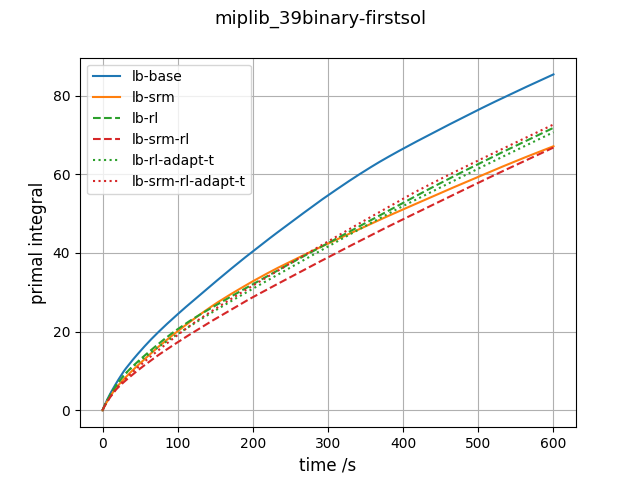 miplib_39binary-firstsol
lb-base
lb-srm
lb-rl
lb-srm-rl
lb-rl-adapt-t
lb-srm-rl-adapt-t
primal integral
80
60
40
20
0
0 100 200 300 400 500 600
time /s